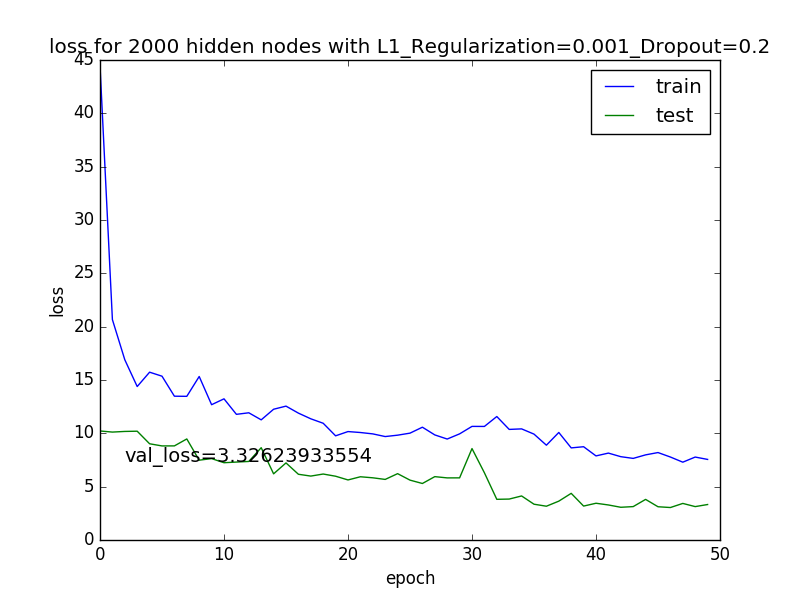 loss for 2000 hidden nodes with L1_Regularization=0.001_Dropout=0.2
45
40
35
30
25
20
15
10
5
0
loss
train
test
val_loss=3.32623933554
0 10 20 30 40 50
epoch